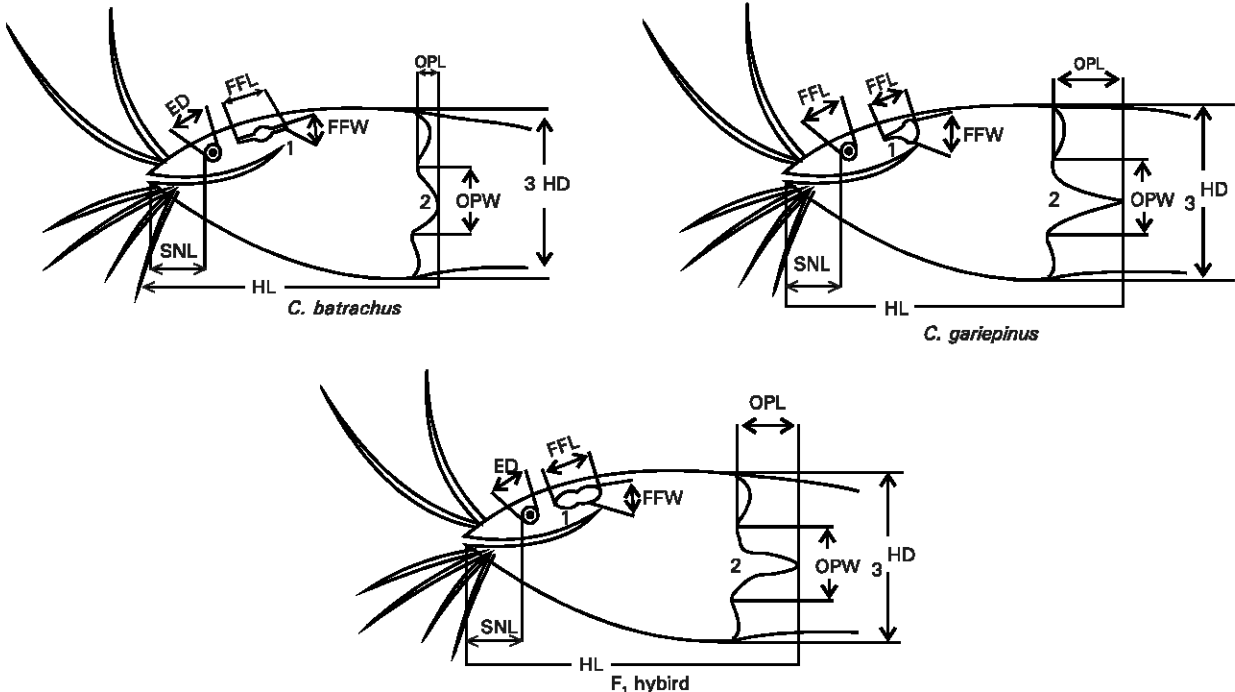 OPL
FFL
ED
FFW
1
3 HD
2
OPW
SNL
HL
C. batrachus
OPL
FFL
FFL
FFW
1
HD
2
OPW
3
SNL
HL
C. gariepinus
OPL
FFL
ED
FFW
1
HD
2
OPW
3
SNL
HL
F₁ hybird